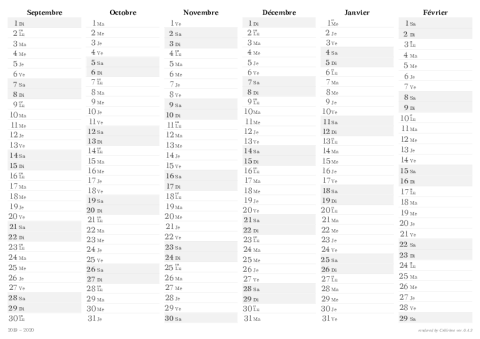 Septembre
1 Di
2 Lu
3 Ma
4 Me
5 Je
6 Ve
7 Sa
8 Di
9 Lu
10 Ma
11 Me
12 Je
13 Ve
14 Sa
15 Di
16 Lu
17 Ma
18 Me
19 Je
20 Ve
21 Sa
22 Di
23 Lu
24 Ma
25 Me
26 Je
27 Ve
28 Sa
29 Di
30 Lu
Octobre
1 Ma
2 Me
3 Je
4 Ve
5 Sa
6 Di
7 Lu
8 Ma
9 Me
10 Je
11 Ve
12 Sa
13 Di
14 Lu
15 Ma
16 Me
17 Je
18 Ve
19 Sa
20 Di
21 Lu
22 Ma
23 Me
24 Je
25 Ve
26 Sa
27 Di
28 Lu
29 Ma
30 Me
31 Je
Novembre
1 Ve
2 Sa
3 Di
4 Lu
5 Ma
6 Me
7 Je
8 Ve
9 Sa
10 Di
11 Lu
12 Ma
13 Me
14 Je
15 Ve
16 Sa
17 Di
18 Lu
19 Ma
20 Me
21 Je
22 Ve
23 Sa
24 Di
25 Lu
26 Ma
27 Me
28 Je
29 Ve
30 Sa
Décembre
1 Di
2 Lu
3 Ma
4 Me
5 Je
6 Ve
7 Sa
8 Di
9 Lu
10 Ma
11 Me
12 Je
13 Ve
14 Sa
15 Di
16 Lu
17 Ma
18 Me
19 Je
20 Ve
21 Sa
22 Di
23 Lu
24 Ma
25 Me
26 Je
27 Ve
28 Sa
29 Di
30 Lu
31 Ma
Janvier
1 Me
2 Je
3 Ve
4 Sa
5 Di
6 Lu
7 Ma
8 Me
9 Je
10 Ve
11 Sa
12 Di
13 Lu
14 Ma
15 Me
16 Je
17 Ve
18 Sa
19 Di
20 Lu
21 Ma
22 Me
23 Je
24 Ve
25 Sa
26 Di
27 Lu
28 Ma
29 Me
30 Je
31 Ve
Février
1 Sa
2 Di
3 Lu
4 Ma
5 Me
6 Je
7 Ve
8 Sa
9 Di
10 Lu
11 Ma
12 Me
13 Je
14 Ve
15 Sa
16 Di
17 Lu
18 Ma
19 Me
20 Je
21 Ve
22 Sa
23 Di
24 Lu
25 Ma
26 Me
27 Je
28 Ve
29 Sa
2019 – 2020